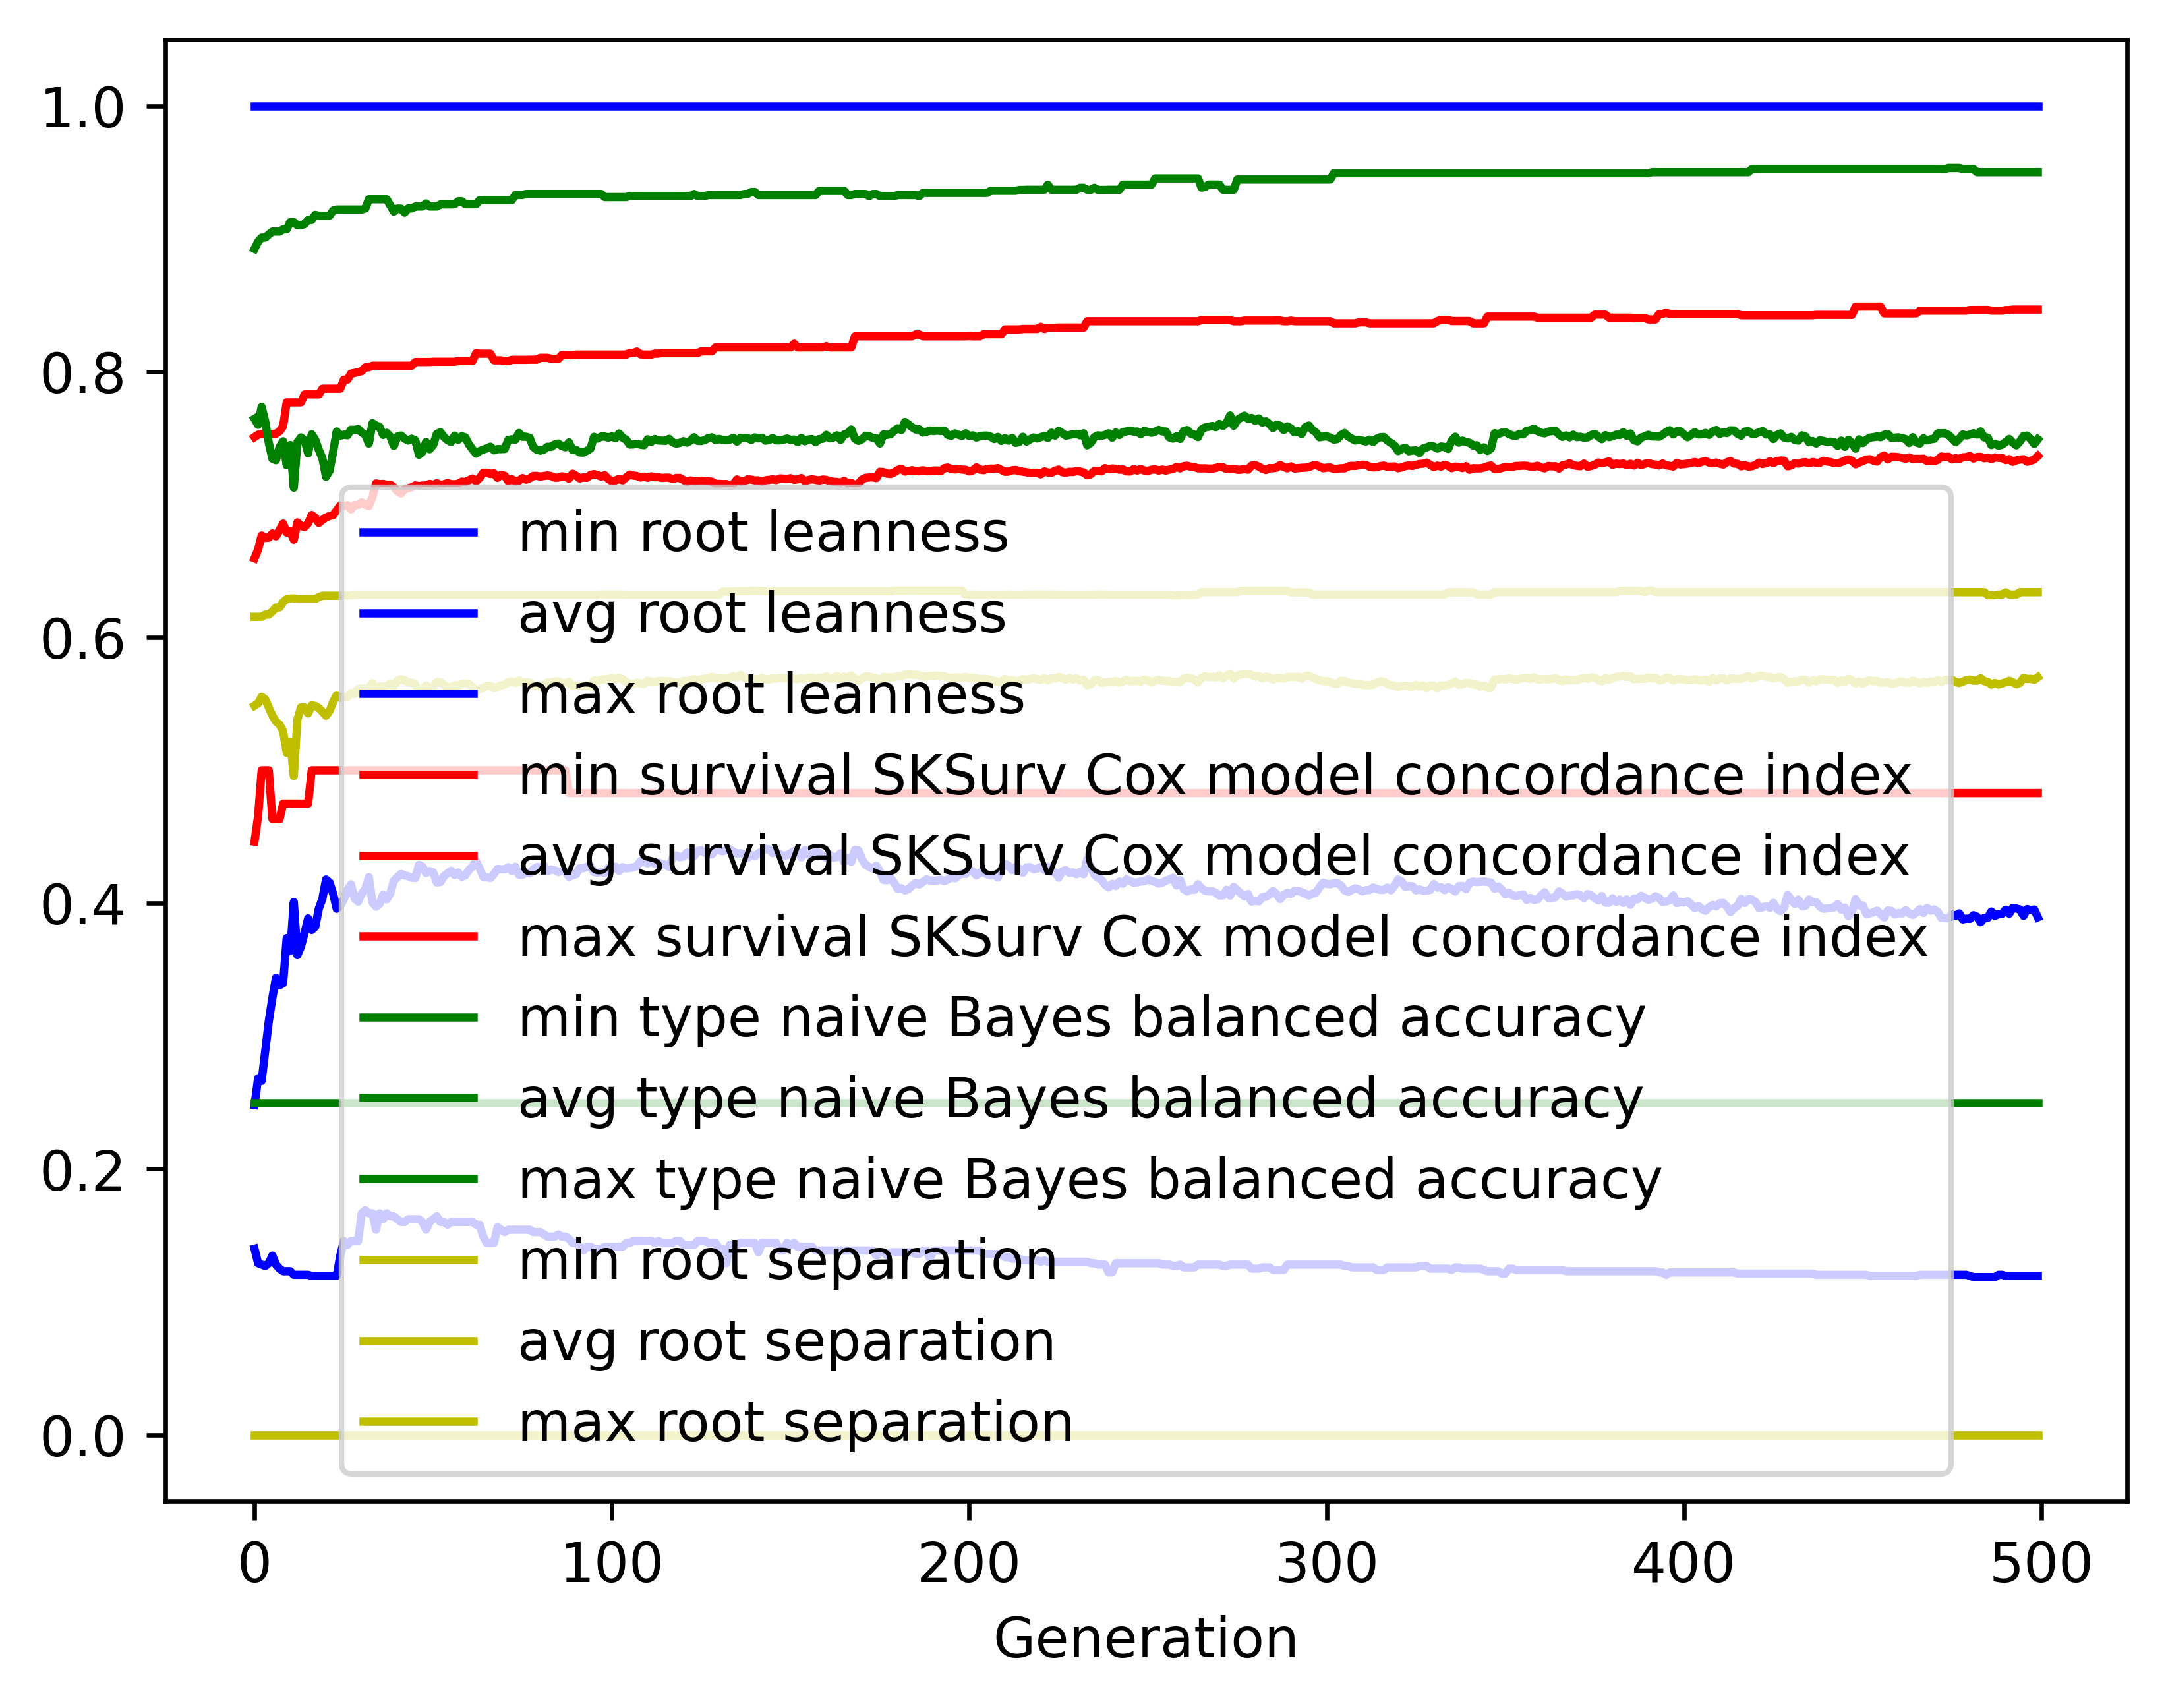 1.0
0.8
0.6
0.4
0.2
0.0
min root leanness
avg root leanness
max root leanness
min survival SKSurv Cox model concordance index
avg survival SKSurv Cox model concordance index
max survival SKSurv Cox model concordance index
min type naive Bayes balanced accuracy
avg type naive Bayes balanced accuracy
max type naive Bayes balanced accuracy
min root separation
avg root separation
max root separation
0 100 200 300 400 500
Generation